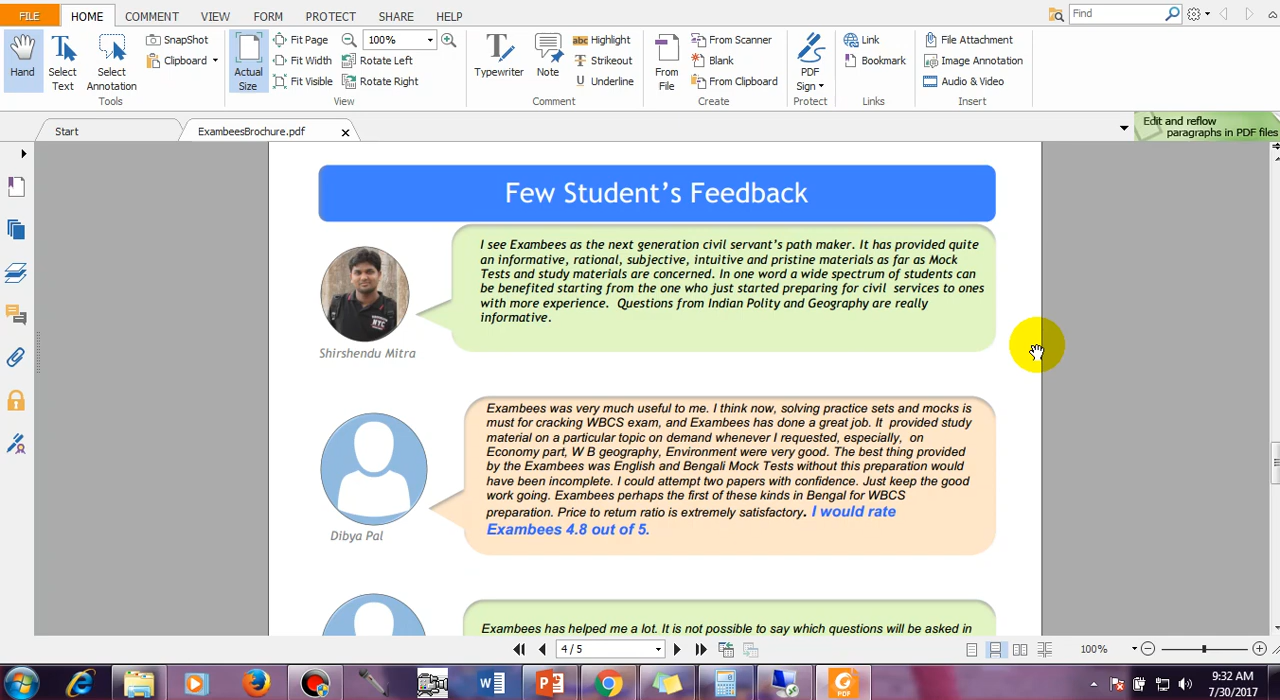 FILE HOME COMMENT VIEW FORM PROTECT SHARE HELP Find
Hand
Select Text
Select Annotation
SnapShot
Clipboard
Tools
Actual Size
Fit Page
Fit Width
Fit Visible
100%
Rotate Left
Rotate Right
View
Typewriter
Note
Highlight
Strikeout
Underline
Comment
From File
From Scanner
Blank
From Clipboard
Create
PDF Sign
Protect
Link
Bookmark
Links
File Attachment
Image Annotation
Audio & Video
Insert
Start
ExambeesBrochure.pdf
Edit and reflow
paragraphs in PDF files
Few Student's Feedback
I see Exambees as the next generation civil servant's path maker. It has provided quite
an informative, rational, subjective, intuitive and pristine materials as far as Mock
Tests and study materials are concerned. In one word a wide spectrum of students can
be benefited starting from the one who just started preparing for civil services to ones
with more experience. Questions from Indian Polity and Geography are really
informative.
NYC
Shirshendu Mitra
Exambees was very much useful to me. I think now, solving practice sets and mocks is
must for cracking WBCS exam, and Exambees has done a great job. It provided study
material on a particular topic on demand whenever I requested, especially, on
Economy part, W B geography, Environment were very good. The best thing provided
by the Exambees was English and Bengali Mock Tests without this preparation would
have been incomplete. I could attempt two papers with confidence. Just keep the good
work going. Exambees perhaps the first of these kinds in Bengal for WBCS
preparation. Price to return ratio is extremely satisfactory. I would rate
Exambees 4.8 out of 5.
Dibya Pal
Exambees has helped me a lot. It is not possible to say which questions will be asked in
4 / 5
100%
PDF
9:32 AM
7/30/2017